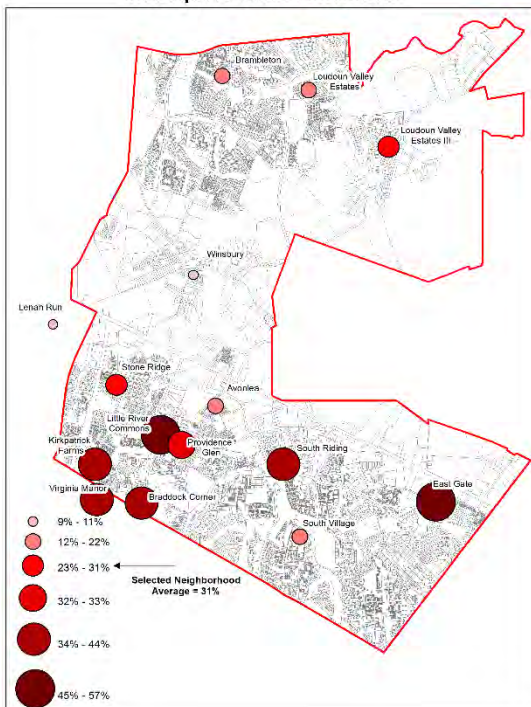 Brambleton
Loudoun Valley
Estates
Loudoun Valley
Estates III
Winsbury
Lenah Run
Stone Ridge
Avonlea
Little River
Commons
Providence
Glen
Kirkpatrick
Farms
South Riding
Virginia Manor
Braddock Corner
East Gate
South Village
9% - 11%
12% - 22%
23% - 31%
Selected Neighborhood
Average = 31%
32% - 33%
34% - 44%
45% - 57%